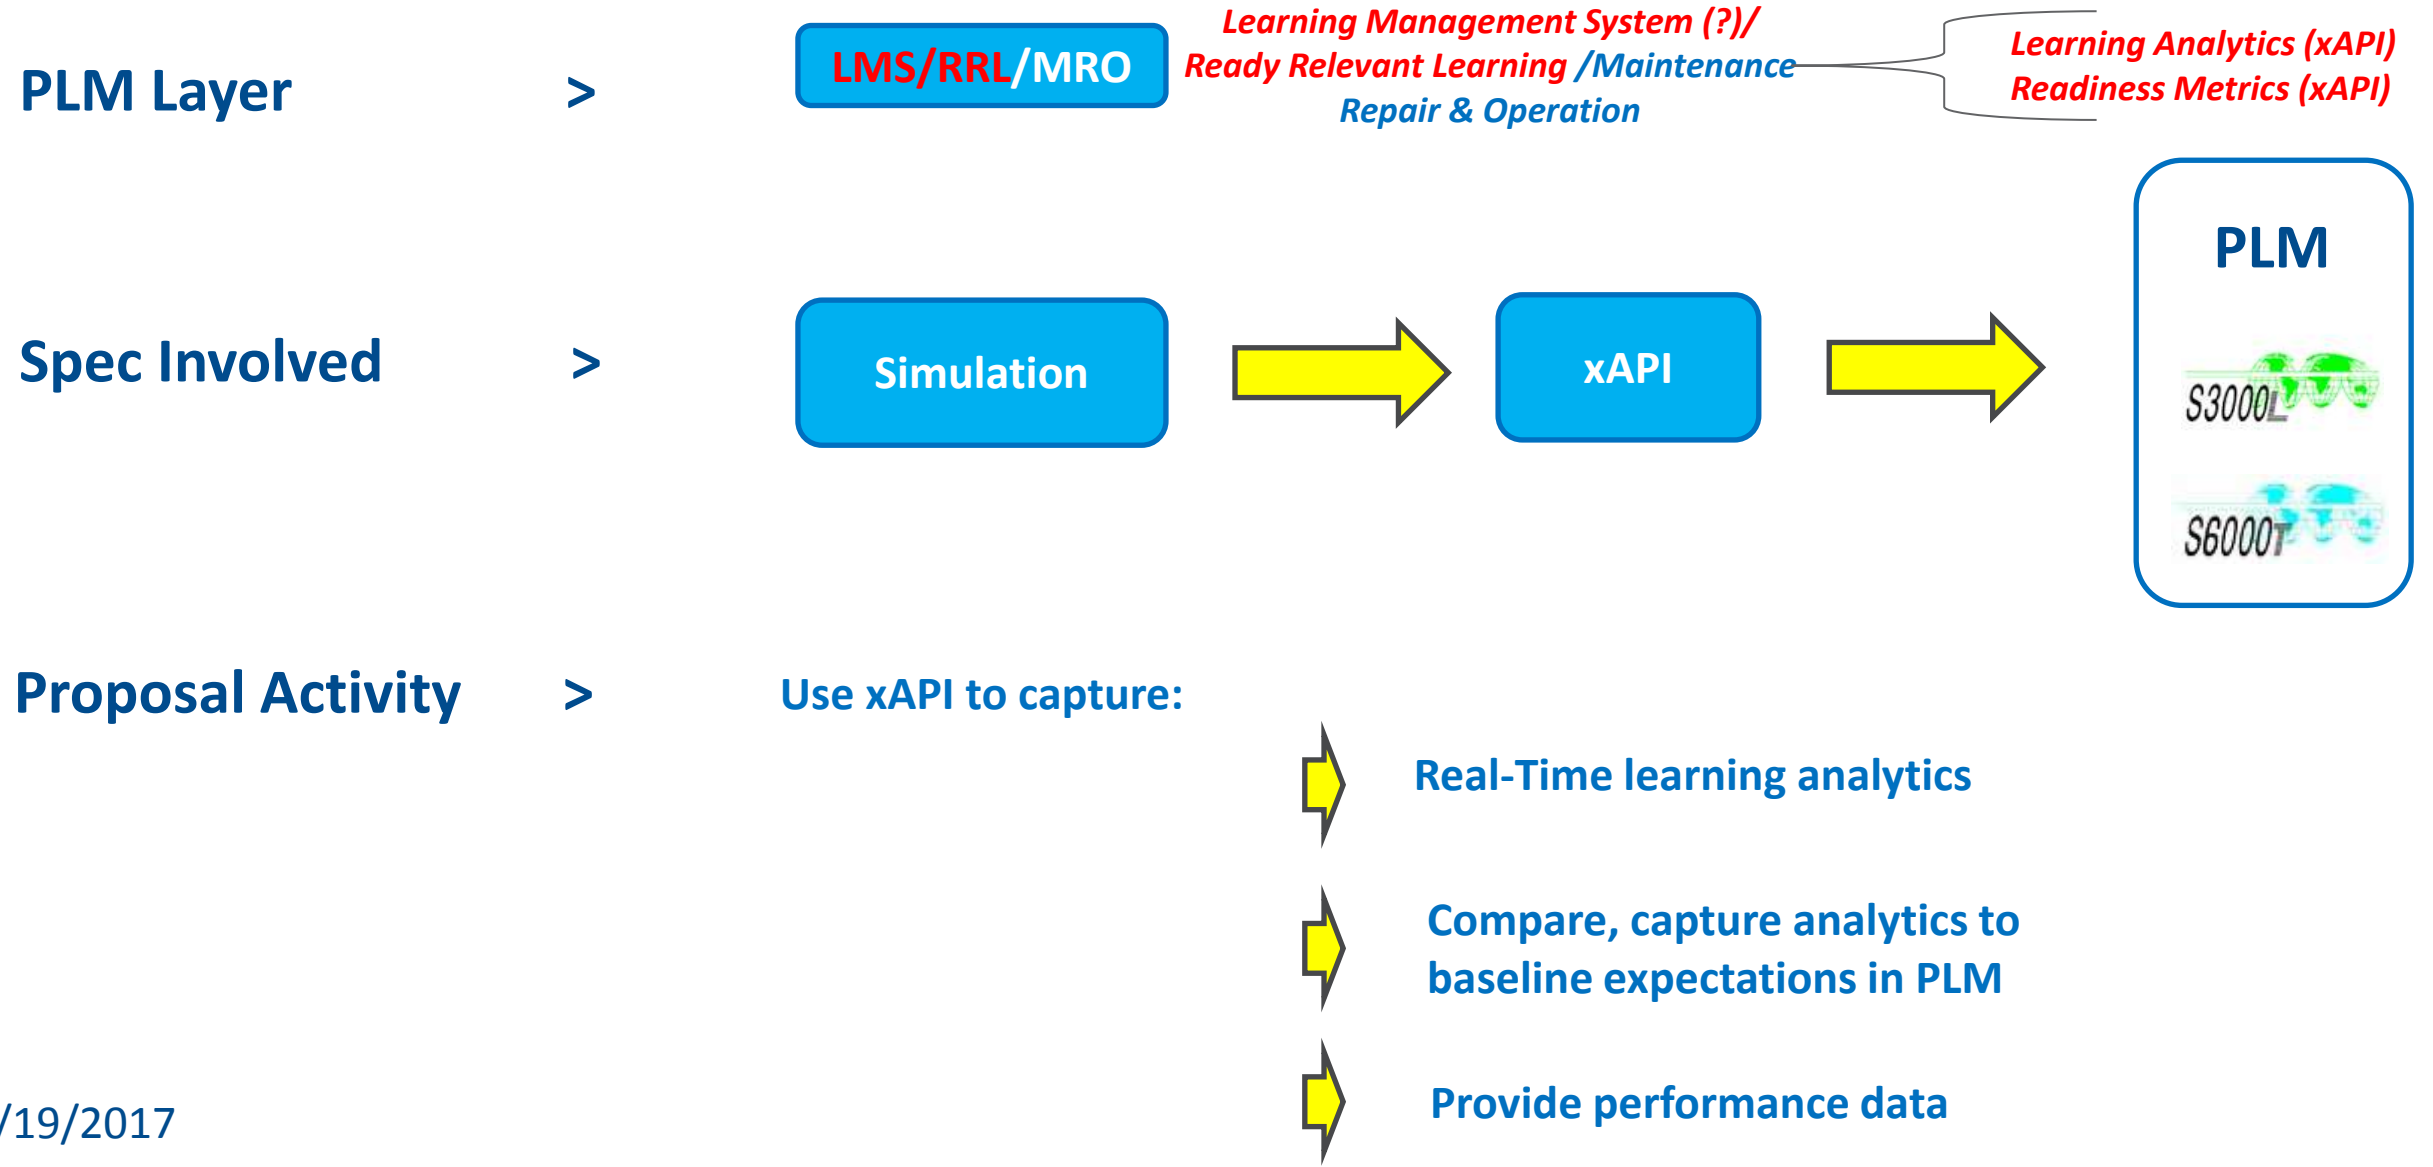 PLM Layer >
LMS/RRL/MRO
Learning Management System (?)/
Ready Relevant Learning /Maintenance
Repair & Operation
Learning Analytics (xAPI)
Readiness Metrics (xAPI)
Spec Involved >
Simulation
xAPI
PLM
S3000L
S6000T
Proposal Activity >
Use xAPI to capture:
Real-Time learning analytics
Compare, capture analytics to
baseline expectations in PLM
Provide performance data
/19/2017